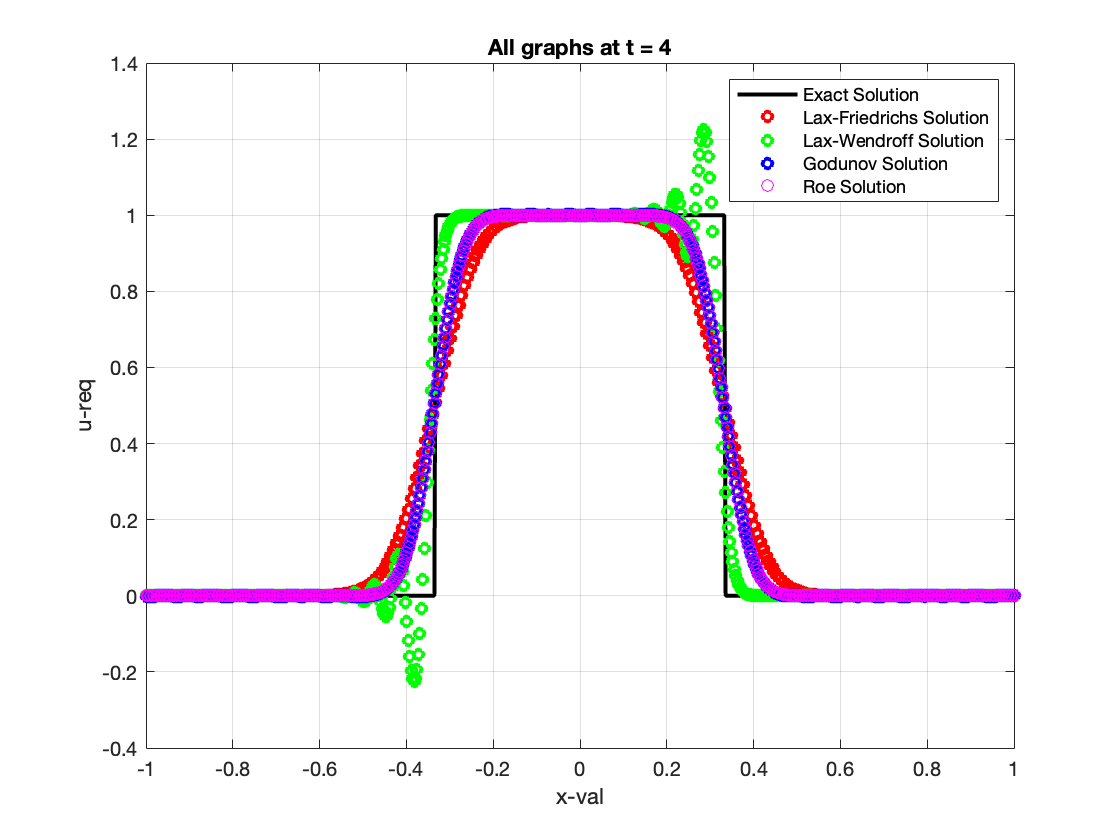 All graphs at t = 4
1.4
1.2
1
0.8
0.6
0.4
0.2
0
-0.2
-0.4
u-req
Exact Solution
Lax-Friedrichs Solution
Lax-Wendroff Solution
Godunov Solution
Roe Solution
-1 -0.8 -0.6 -0.4 -0.2 0 0.2 0.4 0.6 0.8 1
x-val